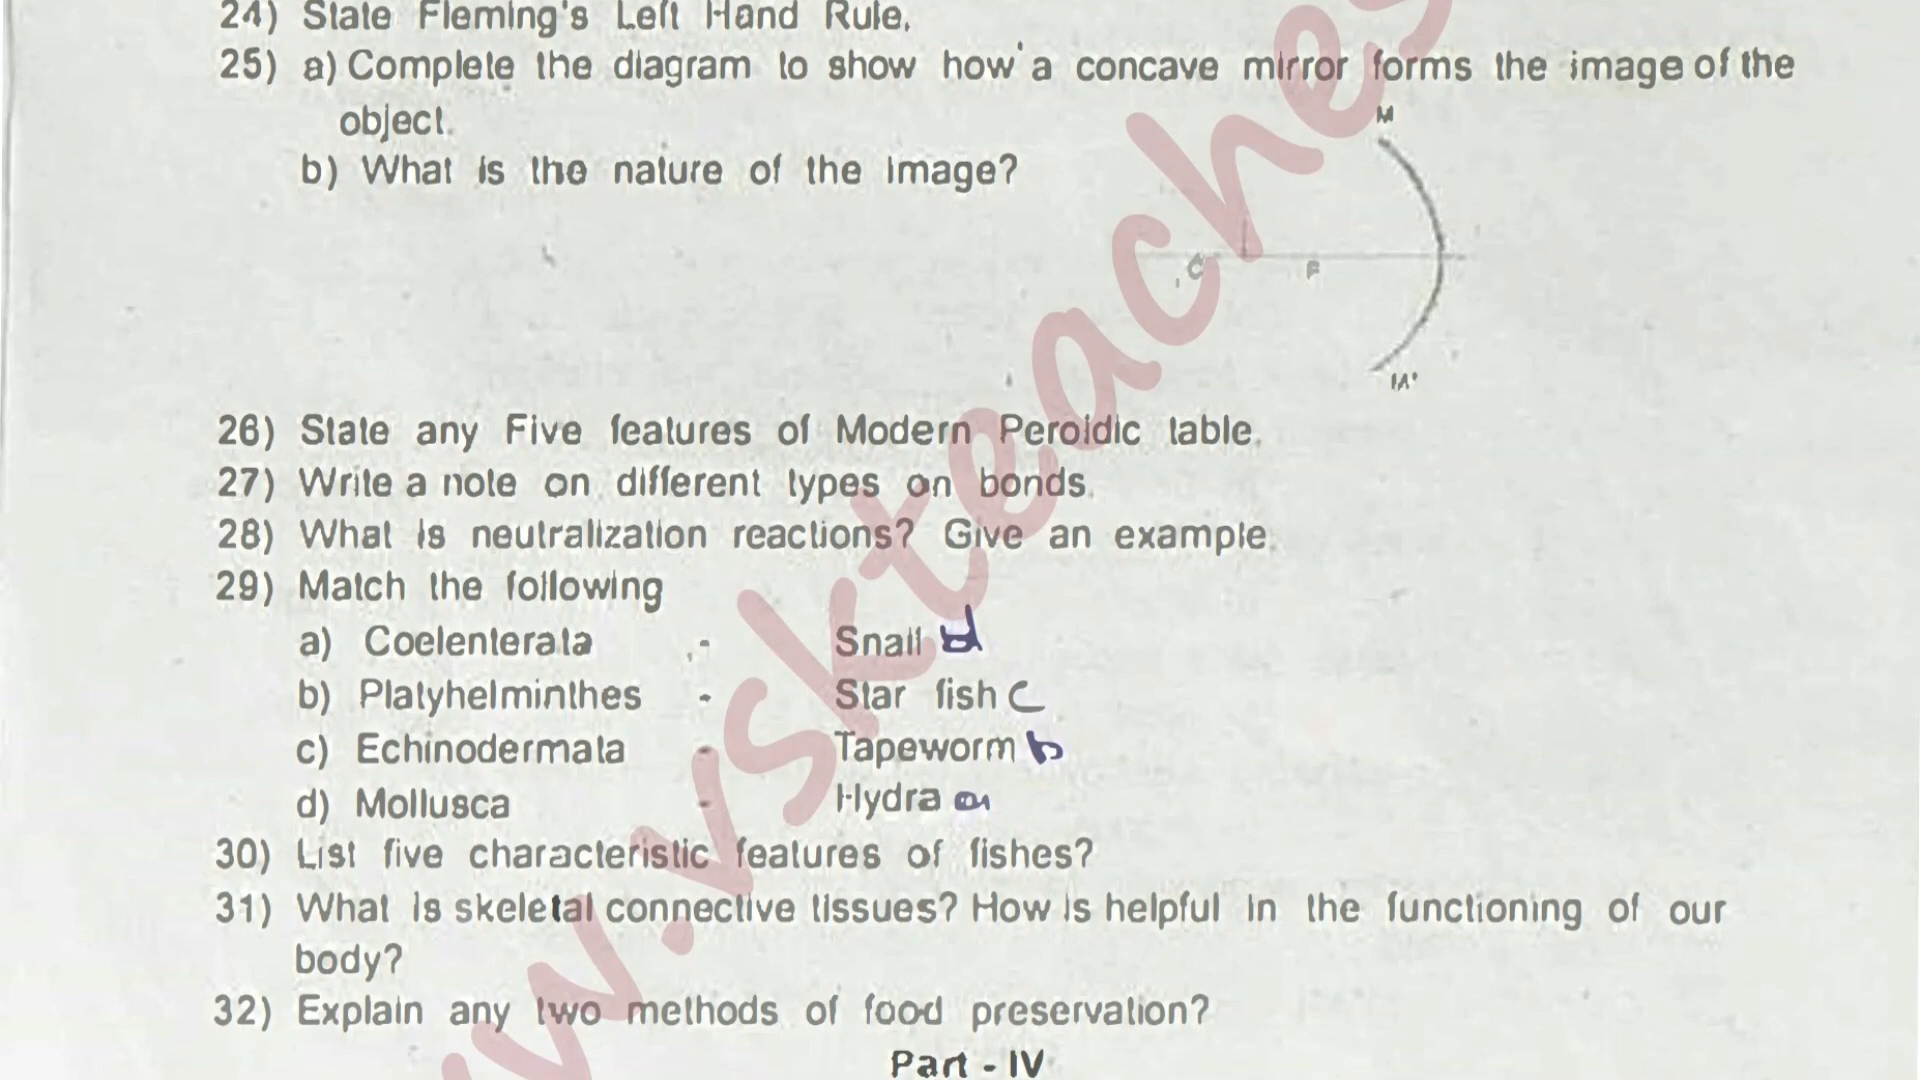 24) State Fleming's Left Hand Rule.
25) a) Complete the diagram to show how a concave mirror forms the image of the
object.
b) What is the nature of the image?
M
C F
M'
26) State any Five features of Modern Peroidic table.
27) Write a note on different types on bonds.
28) What is neutralization reactions? Give an example.
29) Match the following
a) Coelenterata - Snail d
b) Platyhelminthes - Star fish c
c) Echinodermata - Tapeworm b
d) Mollusca - Hydra a
30) List five characteristic features of fishes?
31) What is skeletal connective tissues? How is helpful in the functioning of our
body?
32) Explain any two methods of food preservation?
Part - IV
w.vskteaches